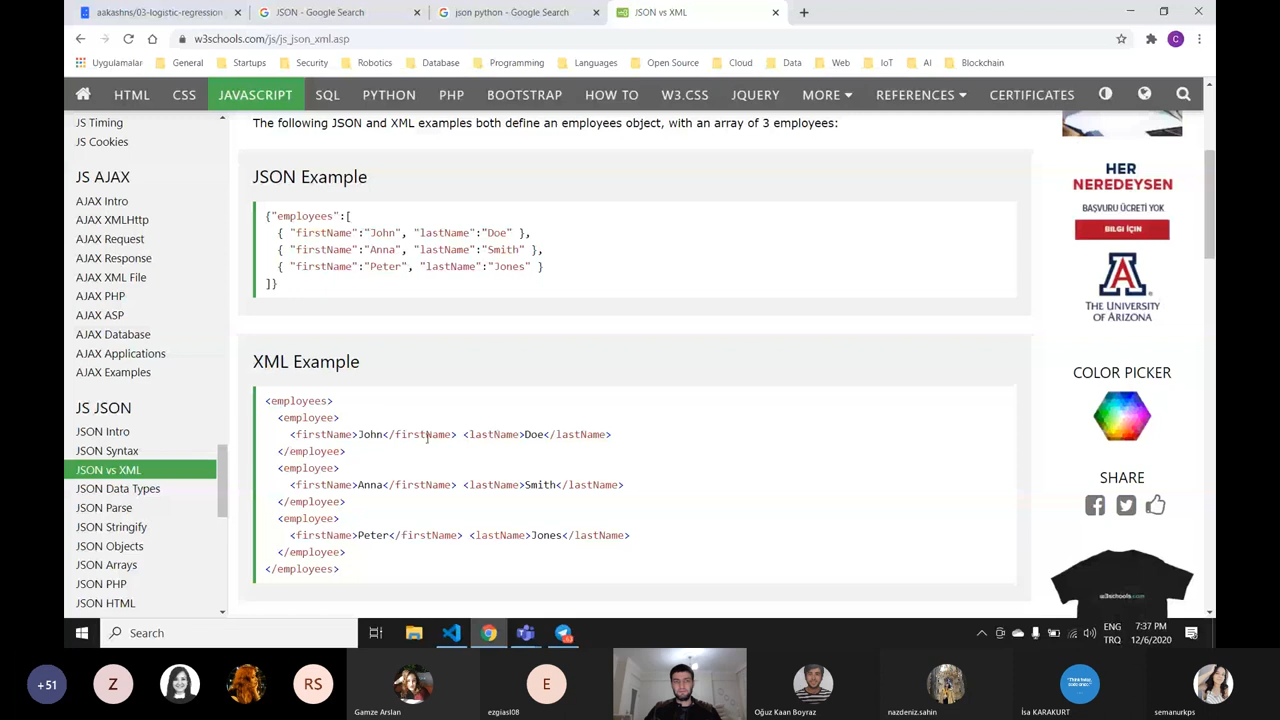 aakashns/03-logistic-regression
JSON - Google Search
json python - Google Search
JSON vs XML
w3schools.com/js/js_json_xml.asp
Uygulamalar General Startups Security Robotics Database Programming Languages Open Source Cloud Data Web IoT AI Blockchain
HTML CSS JAVASCRIPT SQL PYTHON PHP BOOTSTRAP HOW TO W3.CSS JQUERY MORE REFERENCES CERTIFICATES
JS Timing
JS Cookies
JS AJAX
AJAX Intro
AJAX XMLHttp
AJAX Request
AJAX Response
AJAX XML File
AJAX PHP
AJAX ASP
AJAX Database
AJAX Applications
AJAX Examples
JS JSON
JSON Intro
JSON Syntax
JSON vs XML
JSON Data Types
JSON Parse
JSON Stringify
JSON Objects
JSON Arrays
JSON PHP
JSON HTML
The following JSON and XML examples both define an employees object, with an array of 3 employees:
JSON Example
{"employees":[
{ "firstName":"John", "lastName":"Doe" },
{ "firstName":"Anna", "lastName":"Smith" },
{ "firstName":"Peter", "lastName":"Jones" }
]}
XML Example
<employees>
<employee>
<firstName>John</firstName> <lastName>Doe</lastName>
</employee>
<employee>
<firstName>Anna</firstName> <lastName>Smith</lastName>
</employee>
<employee>
<firstName>Peter</firstName> <lastName>Jones</lastName>
</employee>
</employees>
HER
NEREDEYSEN
BAŞVURU ÜCRETİ YOK
BILGI İÇIN
A
THE UNIVERSITY
OF ARIZONA
COLOR PICKER
SHARE
w3schools.com
Search
ENG
TRQ
7:37 PM
12/6/2020
+51
Z
RS
Gamze Arslan
E
ezgiasl08
Oğuz Kaan Boyraz
nazdeniz.sahin
İsa KARAKURT
semanurkps
C